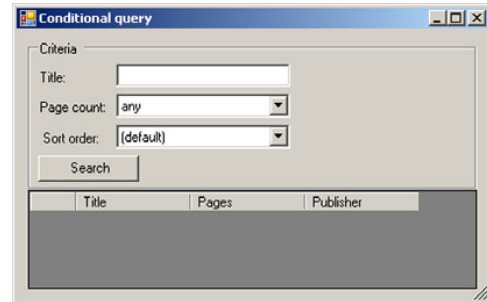 Conditional query
Criteria
Title:
Page count: any
Sort order: (default)
Search
Title Pages Publisher